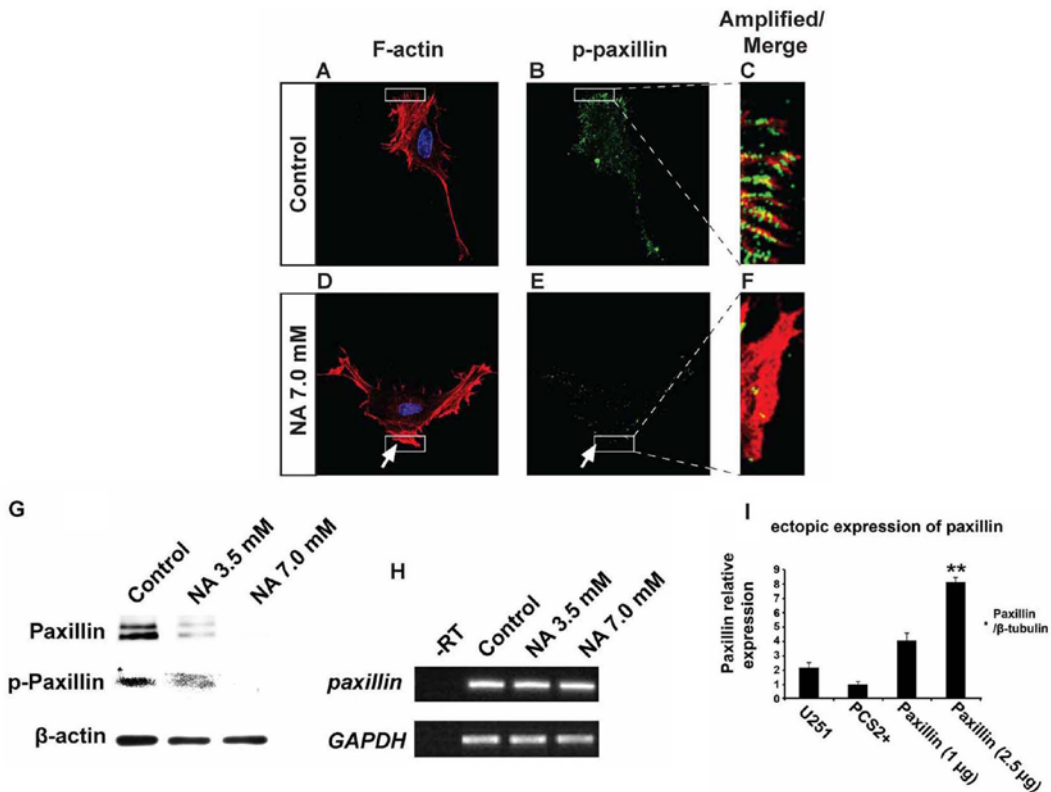 F-actin
p-paxillin
Amplified/
Merge
A
B
C
Control
D
E
F
NA 7.0 mM
G
Control
NA 3.5 mM
NA 7.0 mM
Paxillin
p-Paxillin
β-actin
H
-RT
Control
NA 3.5 mM
NA 7.0 mM
paxillin
GAPDH
I
ectopic expression of paxillin
Paxillin relative
expression
9
8
7
6
5
4
3
2
1
0
**
* Paxillin
/β-tubulin
U251
PCS2+
Paxillin (1 µg)
Paxillin (2.5 µg)